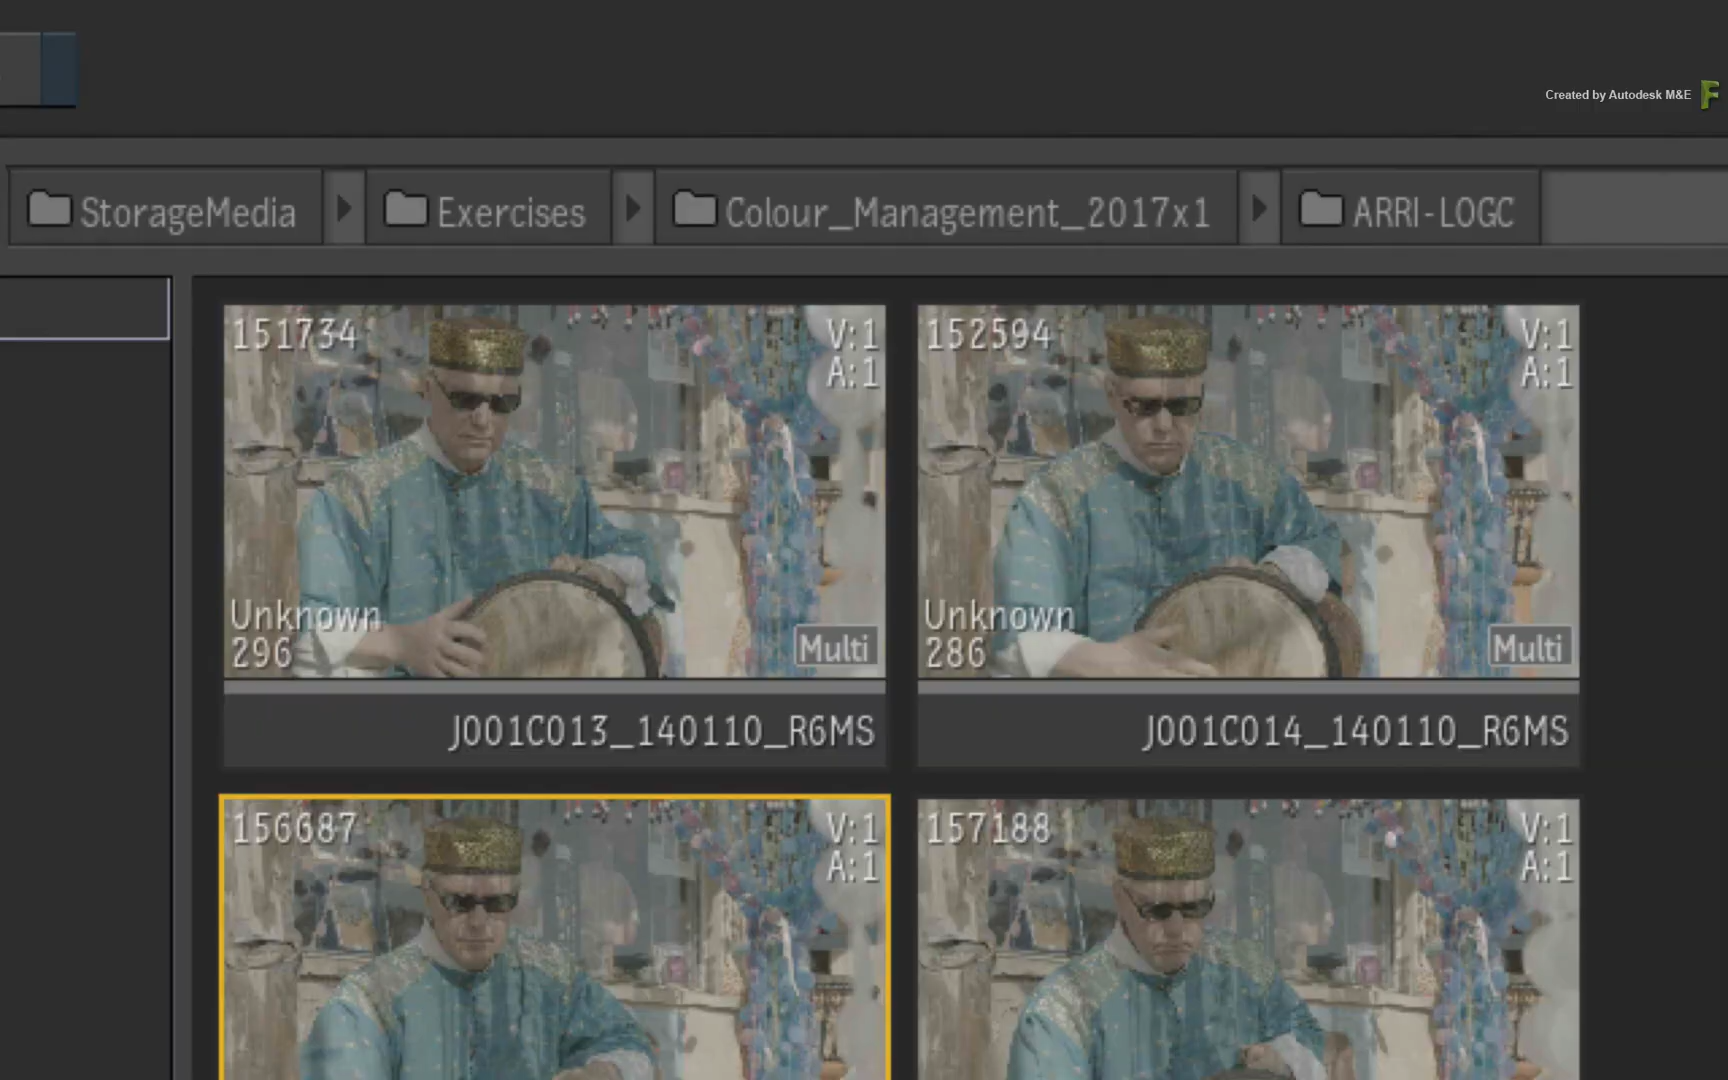 Created by Autodesk M&E
StorageMedia
Exercises
Colour_Management_2017x1
ARRI-LOGC
151734
V:1
A:1
Unknown
296
Multi
J001C013_140110_R6MS
152594
V:1
A:1
Unknown
286
Multi
J001C014_140110_R6MS
156687
V:1
A:1
157188
V:1
A:1